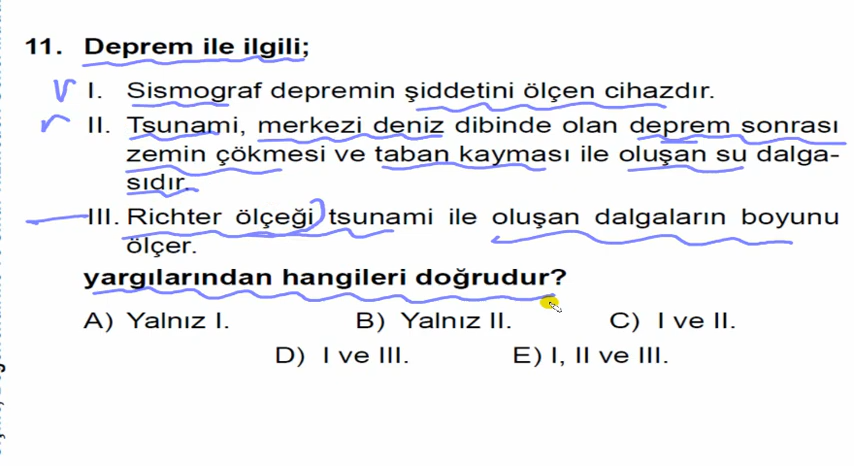 11. Deprem ile ilgili;
I. Sismograf depremin şiddetini ölçen cihazdır.
II. Tsunami, merkezi deniz dibinde olan deprem sonrası
zemin çökmesi ve taban kayması ile oluşan su dalga-
sıdır.
III. Richter ölçeği tsunami ile oluşan dalgaların boyunu
ölçer.
yargılarından hangileri doğrudur?
A) Yalnız I. B) Yalnız II. C) I ve II.
D) I ve III. E) I, II ve III.